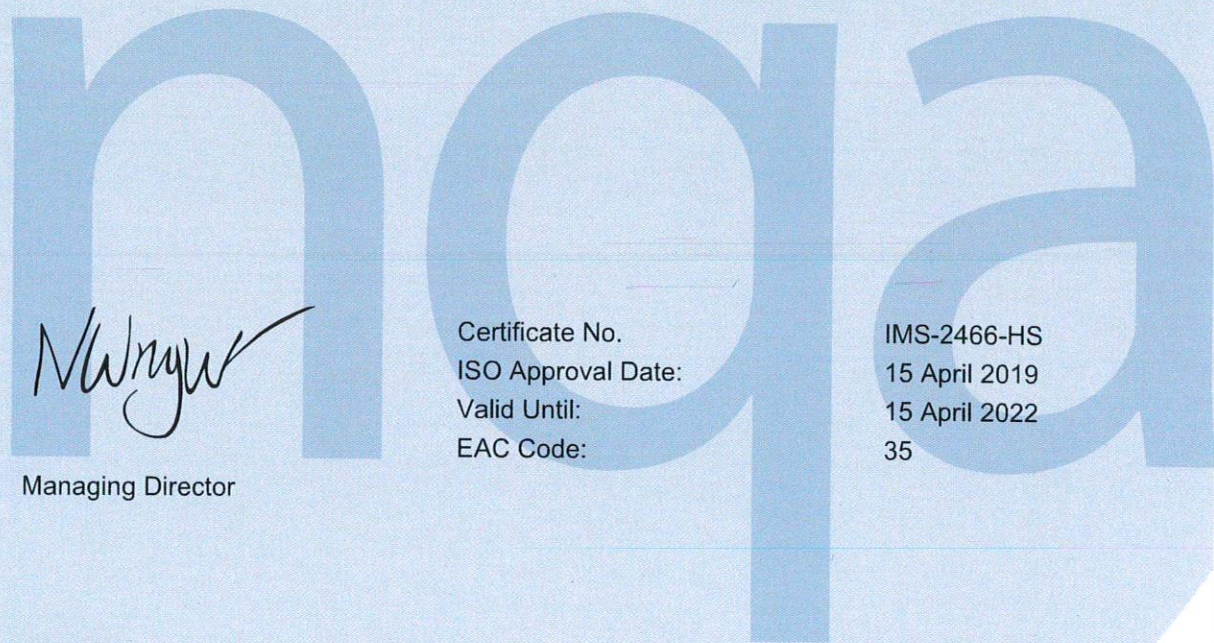 nqa
Certificate No. IMS-2466-HS
ISO Approval Date: 15 April 2019
Valid Until: 15 April 2022
EAC Code: 35
Managing Director